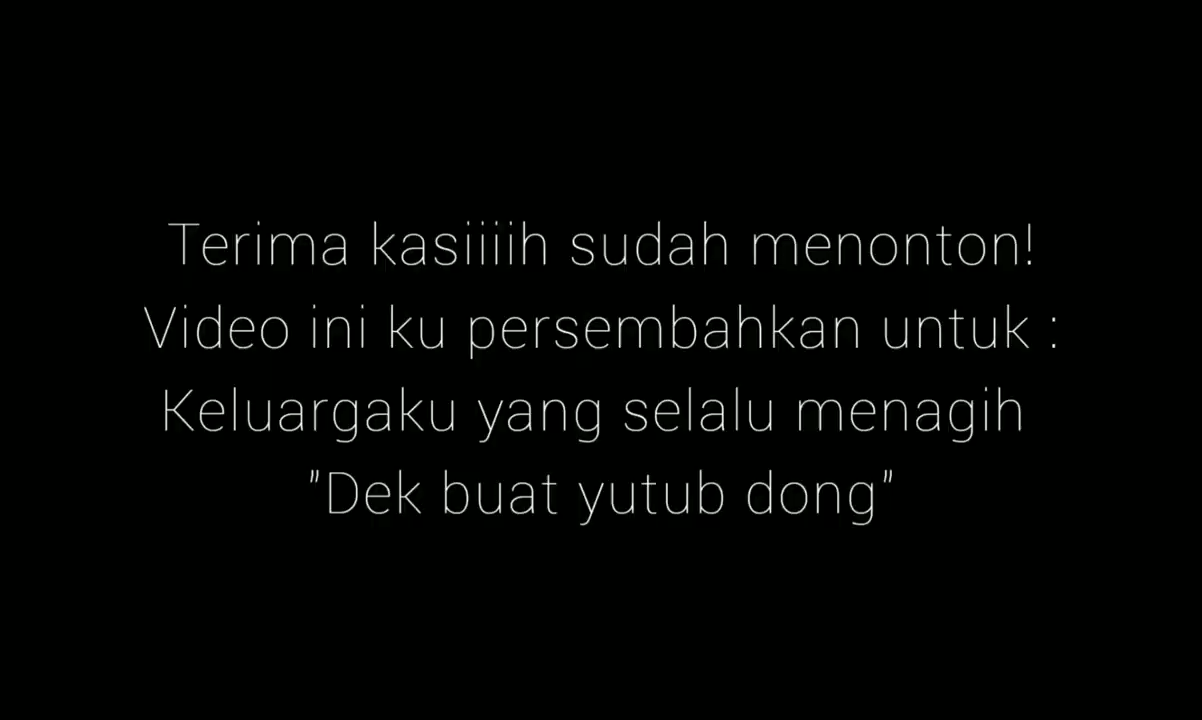 Terima kasiiiih sudah menonton!
Video ini ku persembahkan untuk :
Keluargaku yang selalu menagih
"Dek buat yutub dong"